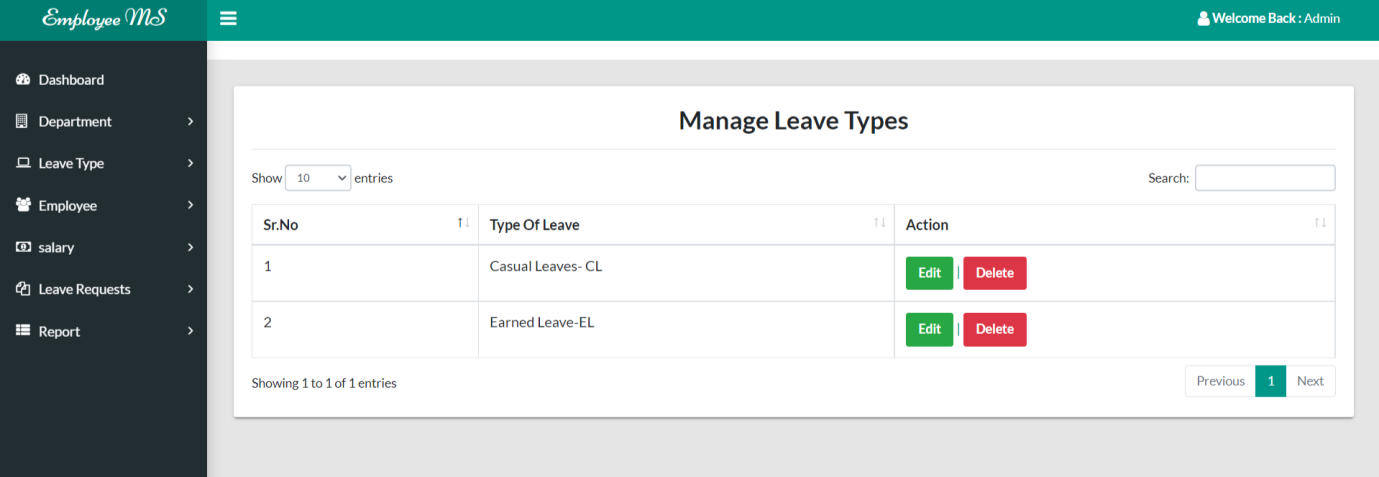 Employee MS
Welcome Back : Admin
Dashboard
Department
Leave Type
Employee
salary
Leave Requests
Report
Manage Leave Types
Show 10 entries
Search:
Sr.No Type Of Leave Action
1 Casual Leaves- CL Edit | Delete
2 Earned Leave-EL Edit | Delete
Showing 1 to 1 of 1 entries
Previous 1 Next